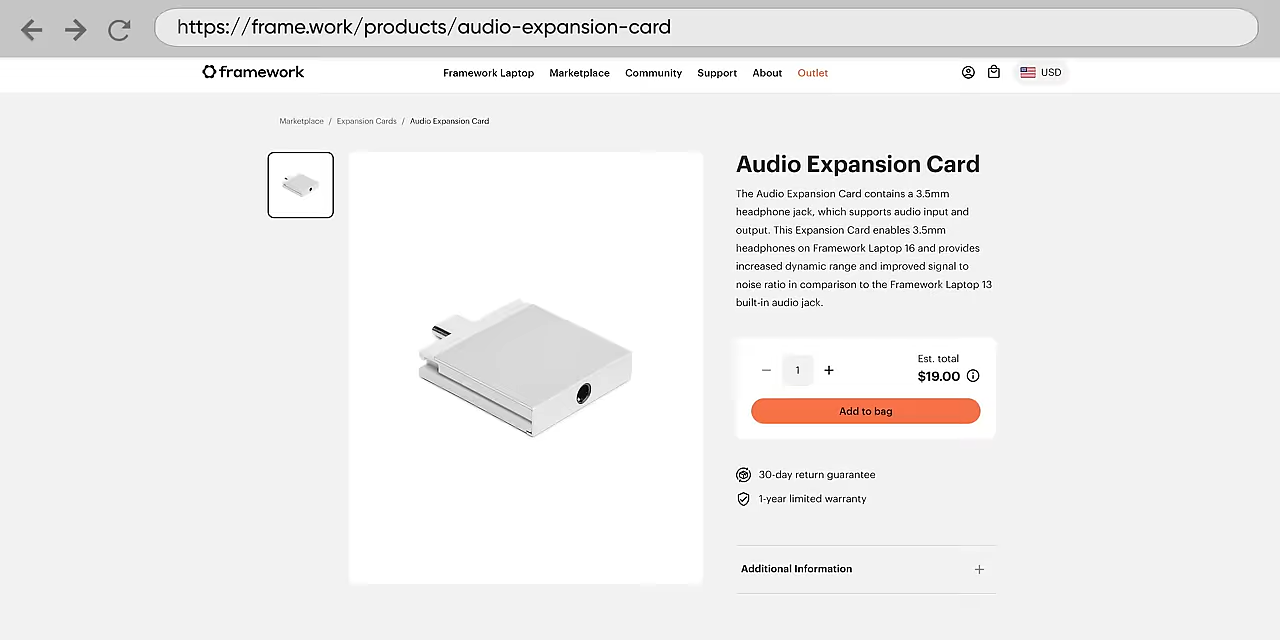 https://frame.work/products/audio-expansion-card
framework
Framework Laptop Marketplace Community Support About Outlet
USD
Marketplace / Expansion Cards / Audio Expansion Card
Audio Expansion Card
The Audio Expansion Card contains a 3.5mm
headphone jack, which supports audio input and
output. This Expansion Card enables 3.5mm
headphones on Framework Laptop 16 and provides
increased dynamic range and improved signal to
noise ratio in comparison to the Framework Laptop 13
built-in audio jack.
Est. total
− 1 + $19.00
Add to bag
30-day return guarantee
1-year limited warranty
Additional Information +